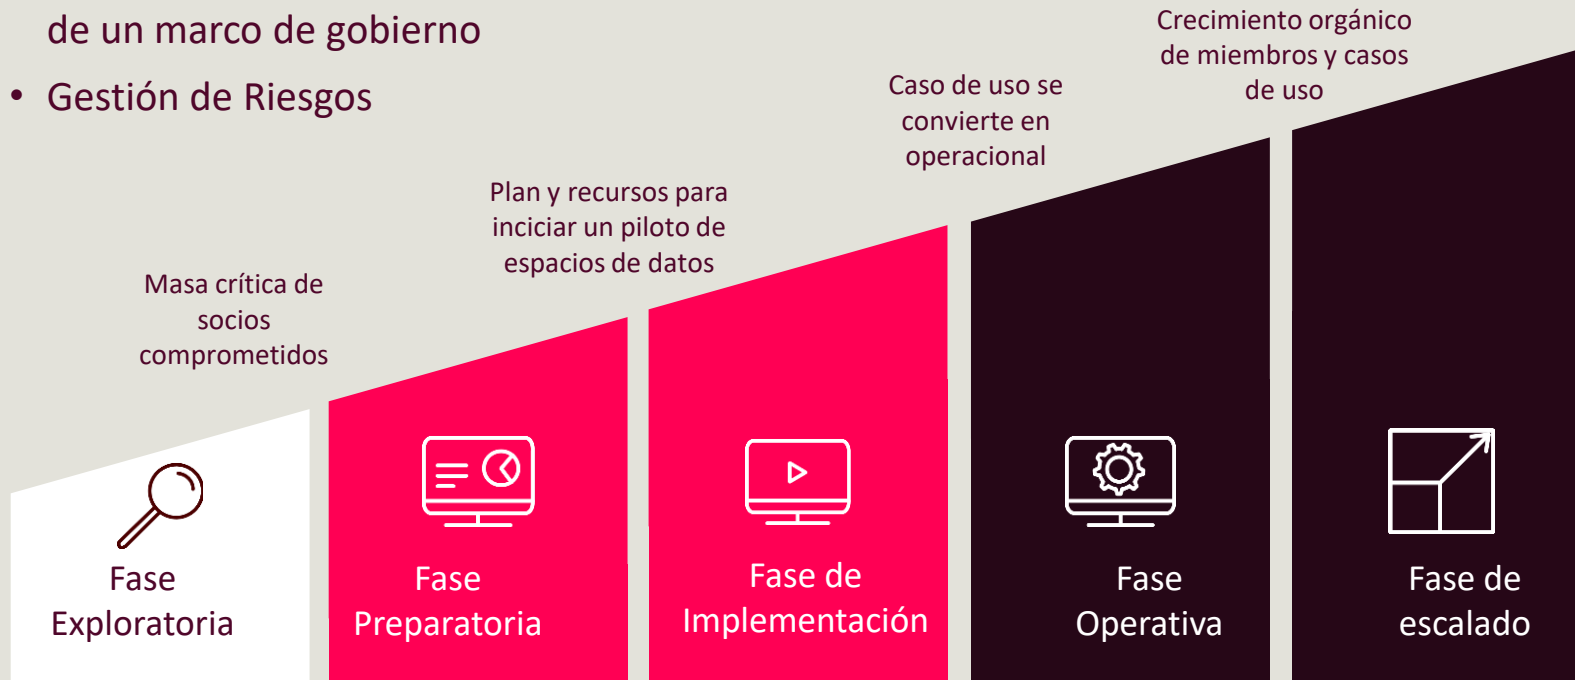 de un marco de gobierno
• Gestión de Riesgos
Crecimiento orgánico
de miembros y casos
de uso
Caso de uso se
convierte en
operacional
Plan y recursos para
inciciar un piloto de
espacios de datos
Masa crítica de
socios
comprometidos
Fase
Exploratoria
Fase
Preparatoria
Fase de
Implementación
Fase
Operativa
Fase de
escalado